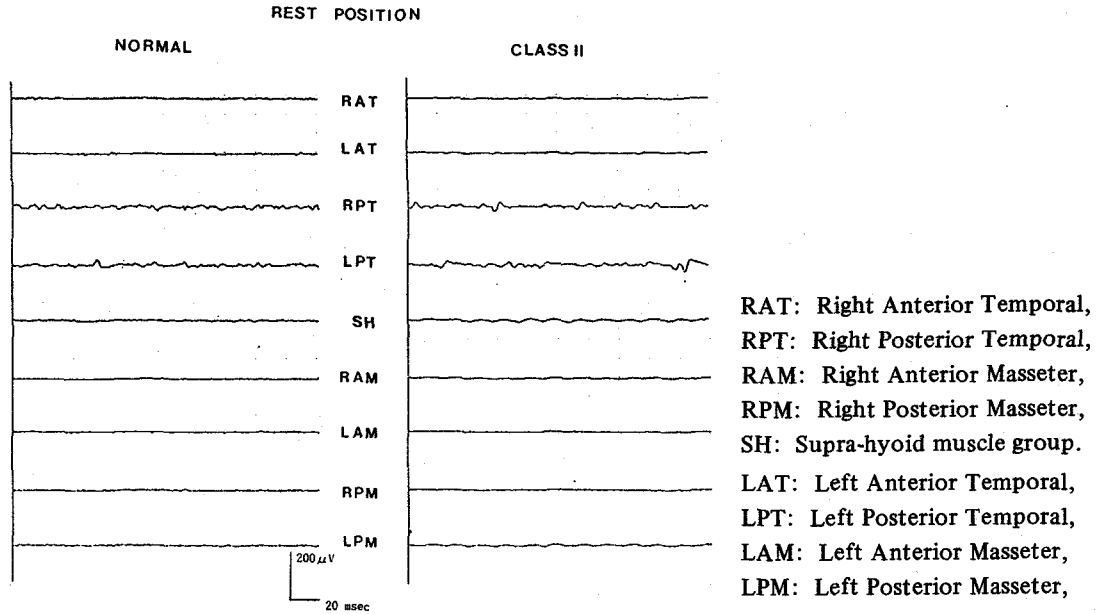 REST POSITION
NORMAL
CLASS II
RAT
LAT
RPT
LPT
SH
RAM
LAM
RPM
LPM
200 μV
20 msec
RAT: Right Anterior Temporal,
RPT: Right Posterior Temporal,
RAM: Right Anterior Masseter,
RPM: Right Posterior Masseter,
SH: Supra-hyoid muscle group.
LAT: Left Anterior Temporal,
LPT: Left Posterior Temporal,
LAM: Left Anterior Masseter,
LPM: Left Posterior Masseter,